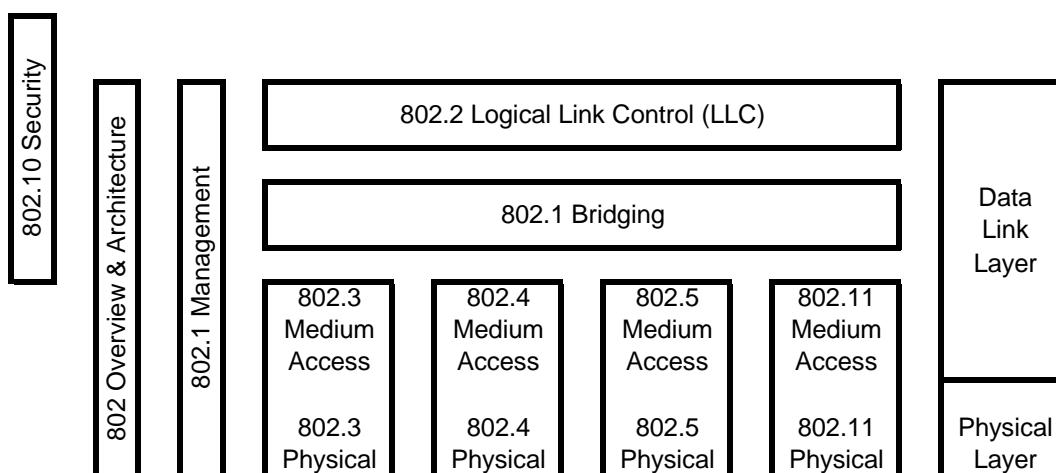 802.10 Security
802 Overview & Architecture
802.1 Management
802.2 Logical Link Control (LLC)
802.1 Bridging
802.3
Medium
Access
802.3
Physical
802.4
Medium
Access
802.4
Physical
802.5
Medium
Access
802.5
Physical
802.11
Medium
Access
802.11
Physical
Data
Link
Layer
Physical
Layer